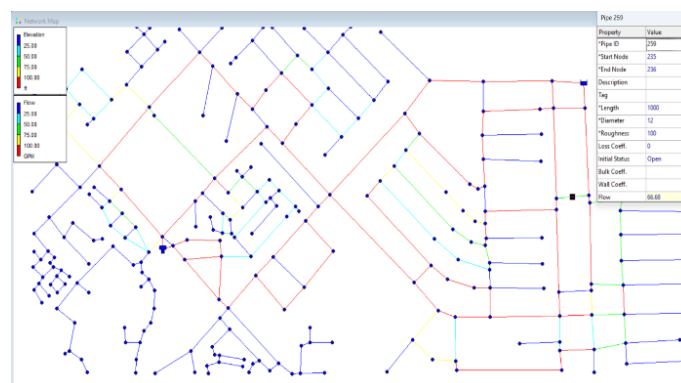 Network Map
Elevation
25.00
50.00
75.00
100.00
ft
Flow
25.00
50.00
75.00
100.00
GPM
Pipe 259
Property Value
*Pipe ID 259
*Start Node 235
*End Node 236
Description
Tag
*Length 1000
*Diameter 12
*Roughness 100
Loss Coeff. 0
Initial Status Open
Bulk Coeff.
Wall Coeff.
Flow 66.68